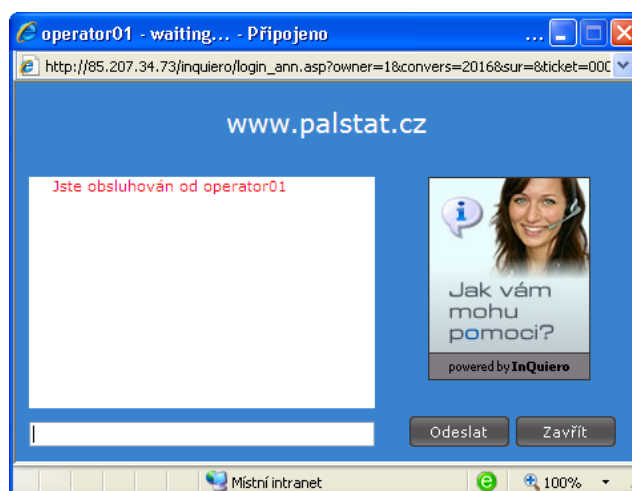 operator01 - waiting... - Připojeno ...
http://85.207.34.73/inquiero/login_ann.asp?owner=1&convers=2016&sur=&ticket=000
www.palstat.cz
Jste obsluhován od operator01
i
Jak vám
mohu
pomoci?
powered by InQuiero
Odeslat Zavřít
Místní intranet 100%